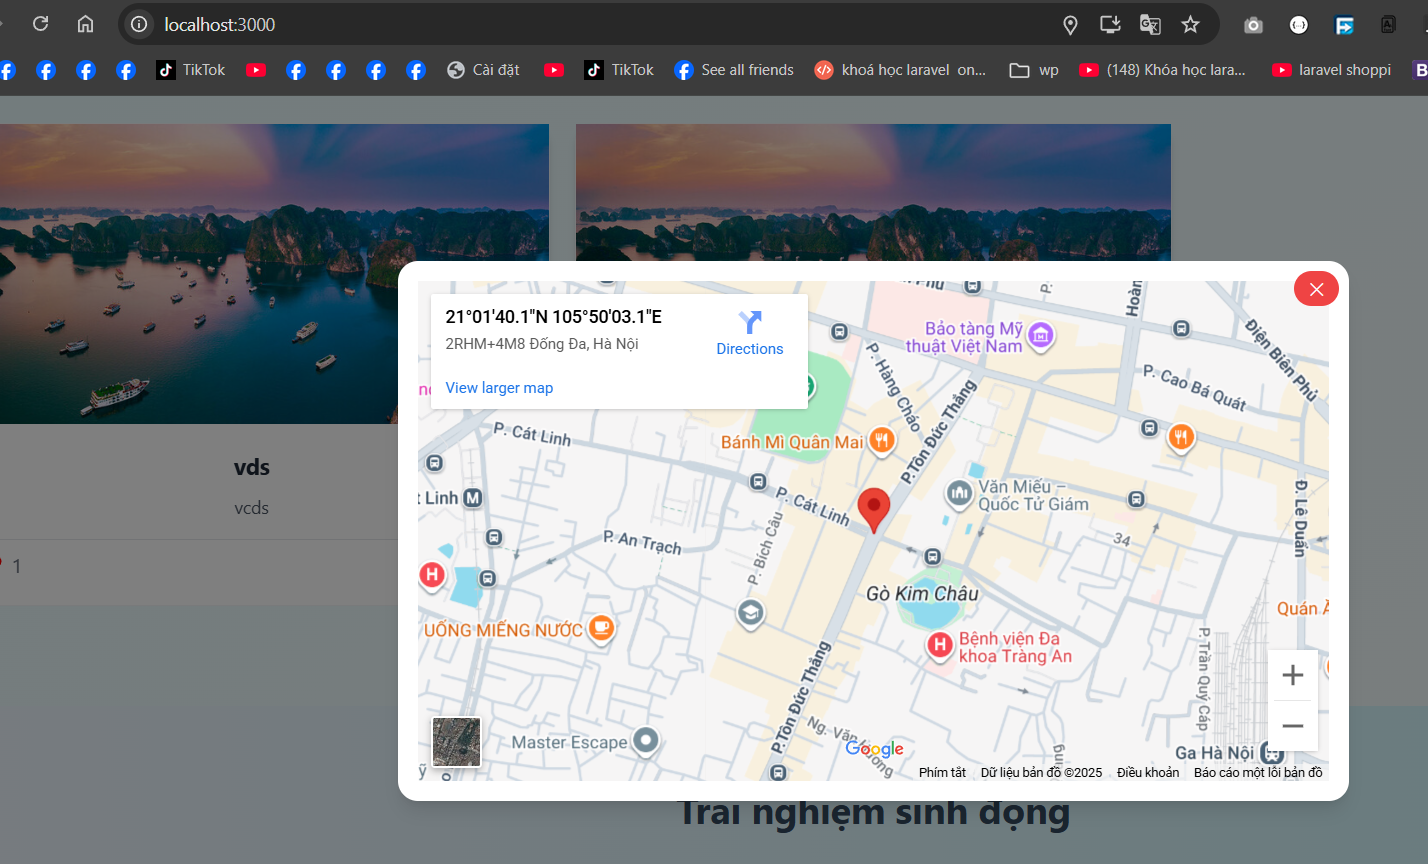 localhost:3000
TikTok
Cài đặt
TikTok
See all friends
khoá học laravel on...
wp
(148) Khóa học lara...
laravel shoppi
B
vds
vcds
1
21°01'40.1"N 105°50'03.1"E
2RHM+4M8 Đống Đa, Hà Nội
Directions
View larger map
Bảo tàng Mỹ
thuật Việt Nam
Điện Biên Phủ
P. Hàng Cháo
P. Cao Bá Quát
P. Cát Linh
Bánh Mì Quân Mai
P.Tôn Đức Thắng
t Linh
M
P. Cát Linh
Văn Miếu –
Quốc Tử Giám
Đ. Lê Duẩn
P. An Trạch
P. Bích Câu
34
H
Gò Kim Châu
Quán
UỐNG MIẾNG NƯỚC
H
Bệnh viện Đa
khoa Tràng An
P. Trần Quý Cáp
P.Tôn Đức Thắng
Master Escape
Google
Ga Hà Nội
Phím tắt
Dữ liệu bản đồ ©2025
Điều khoản
Báo cáo một lỗi bản đồ
Trải nghiệm sinh động